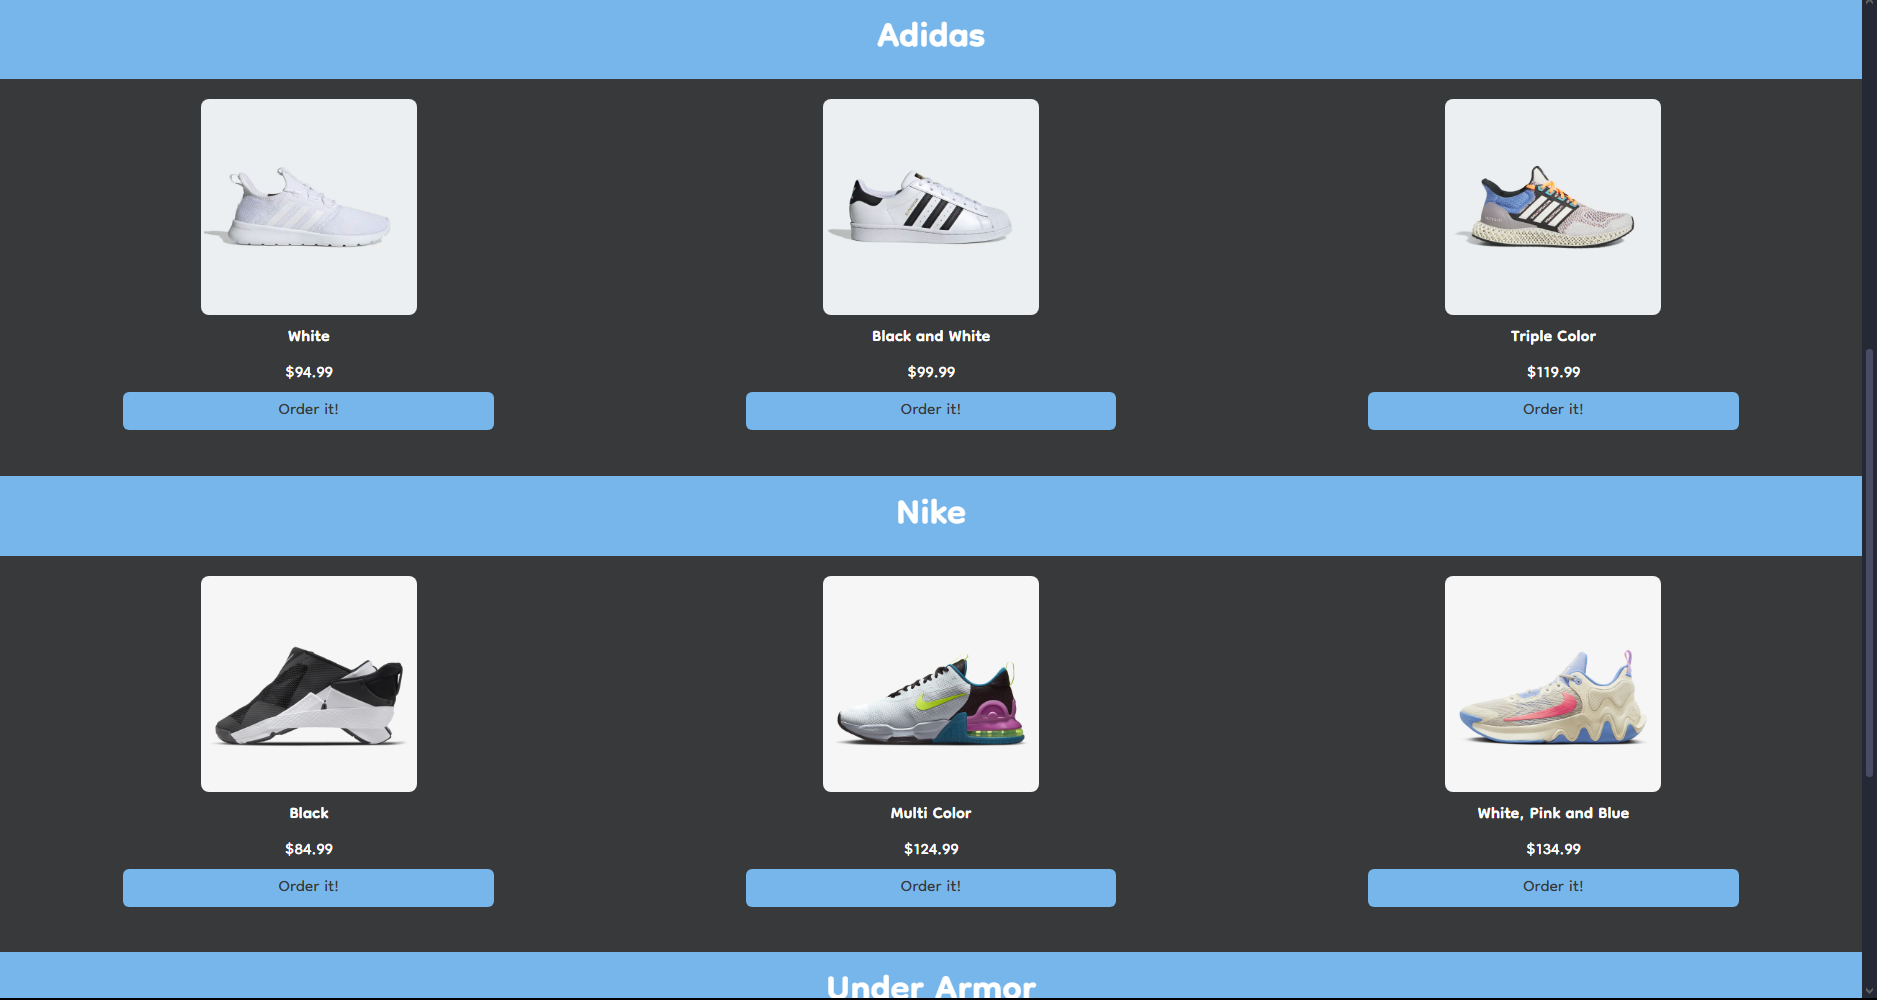 Adidas
White
Black and White
Triple Color
$94.99
$99.99
$119.99
Order it!
Order it!
Order it!
Nike
Black
Multi Color
White, Pink and Blue
$84.99
$124.99
$134.99
Order it!
Order it!
Order it!
Under Armor